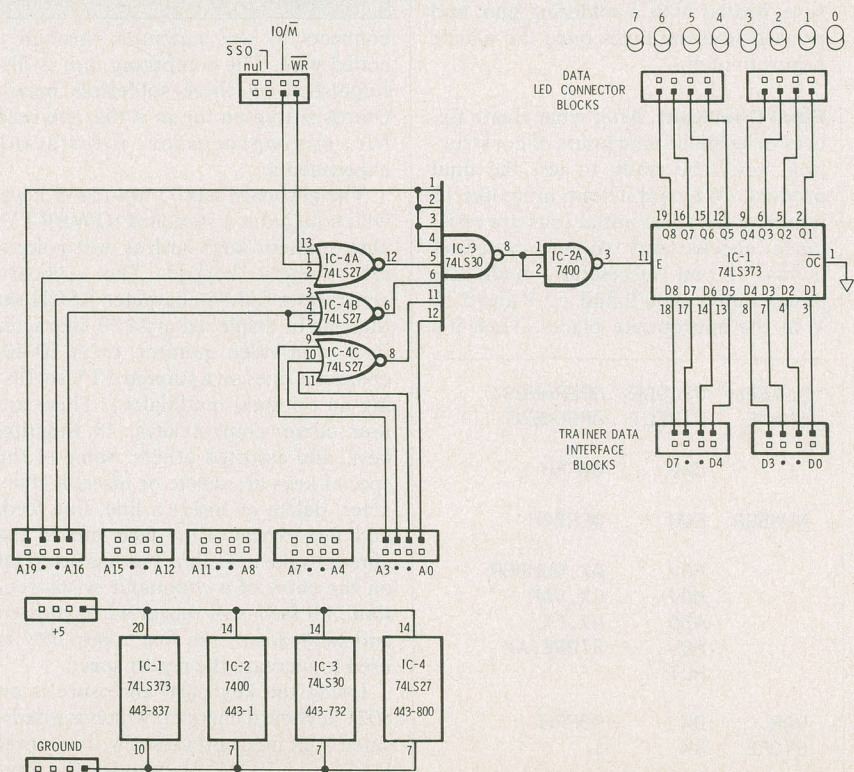 7 6 5 4 3 2 1 0
IO/M̅
S̅S̅O̅
nul W̅R̅
DATA
LED CONNECTOR
BLOCKS
1
2
3
4
5
6
11
12
IC-3
74LS30
8
1
2
IC-2A
7400
3
11
19 16 15 12 9 6 5 2
Q8 Q7 Q6 Q5 Q4 Q3 Q2 Q1
E
IC-1
74LS373
O̅C̅
1
D8 D7 D6 D5 D4 D3 D2 D1
18 17 14 13 8 7 4 3
13
1
2
IC-4A
74LS27
12
3
4
5
IC-4B
74LS27
6
9
10
11
IC-4C
74LS27
8
TRAINER DATA
INTERFACE
BLOCKS
D7 • • D4
D3 • • D0
A19 • • A16
A15 • • A12
A11 • • A8
A7 • • A4
A3 • • A0
+5
20 14 14 14
IC-1
74LS373
443-837
10
IC-2
7400
443-1
7
IC-3
74LS30
443-732
7
IC-4
74LS27
443-800
7
GROUND